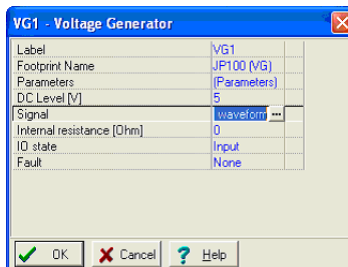 VG1 - Voltage Generator
Label VG1
Footprint Name JP100 (VG)
Parameters (Parameters)
DC Level [V] 5
Signal waveform ...
Internal resistance [Ohm] 0
IO state Input
Fault None
OK Cancel ? Help